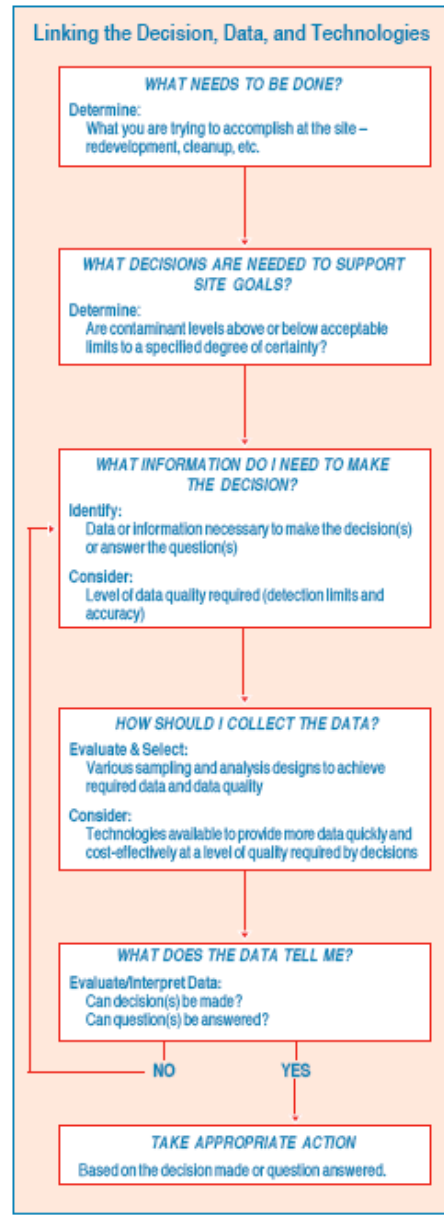 Linking the Decision, Data, and Technologies
WHAT NEEDS TO BE DONE?
Determine:
What you are trying to accomplish at the site –
redevelopment, cleanup, etc.
WHAT DECISIONS ARE NEEDED TO SUPPORT
SITE GOALS?
Determine:
Are contaminant levels above or below acceptable
limits to a specified degree of certainty?
WHAT INFORMATION DO I NEED TO MAKE
THE DECISION?
Identify:
Data or information necessary to make the decision(s)
or answer the question(s)
Consider:
Level of data quality required (detection limits and
accuracy)
HOW SHOULD I COLLECT THE DATA?
Evaluate & Select:
Various sampling and analysis designs to achieve
required data and data quality
Consider:
Technologies available to provide more data quickly and
cost-effectively at a level of quality required by decisions
WHAT DOES THE DATA TELL ME?
Evaluate/Interpret Data:
Can decision(s) be made?
Can question(s) be answered?
NO YES
TAKE APPROPRIATE ACTION
Based on the decision made or question answered.